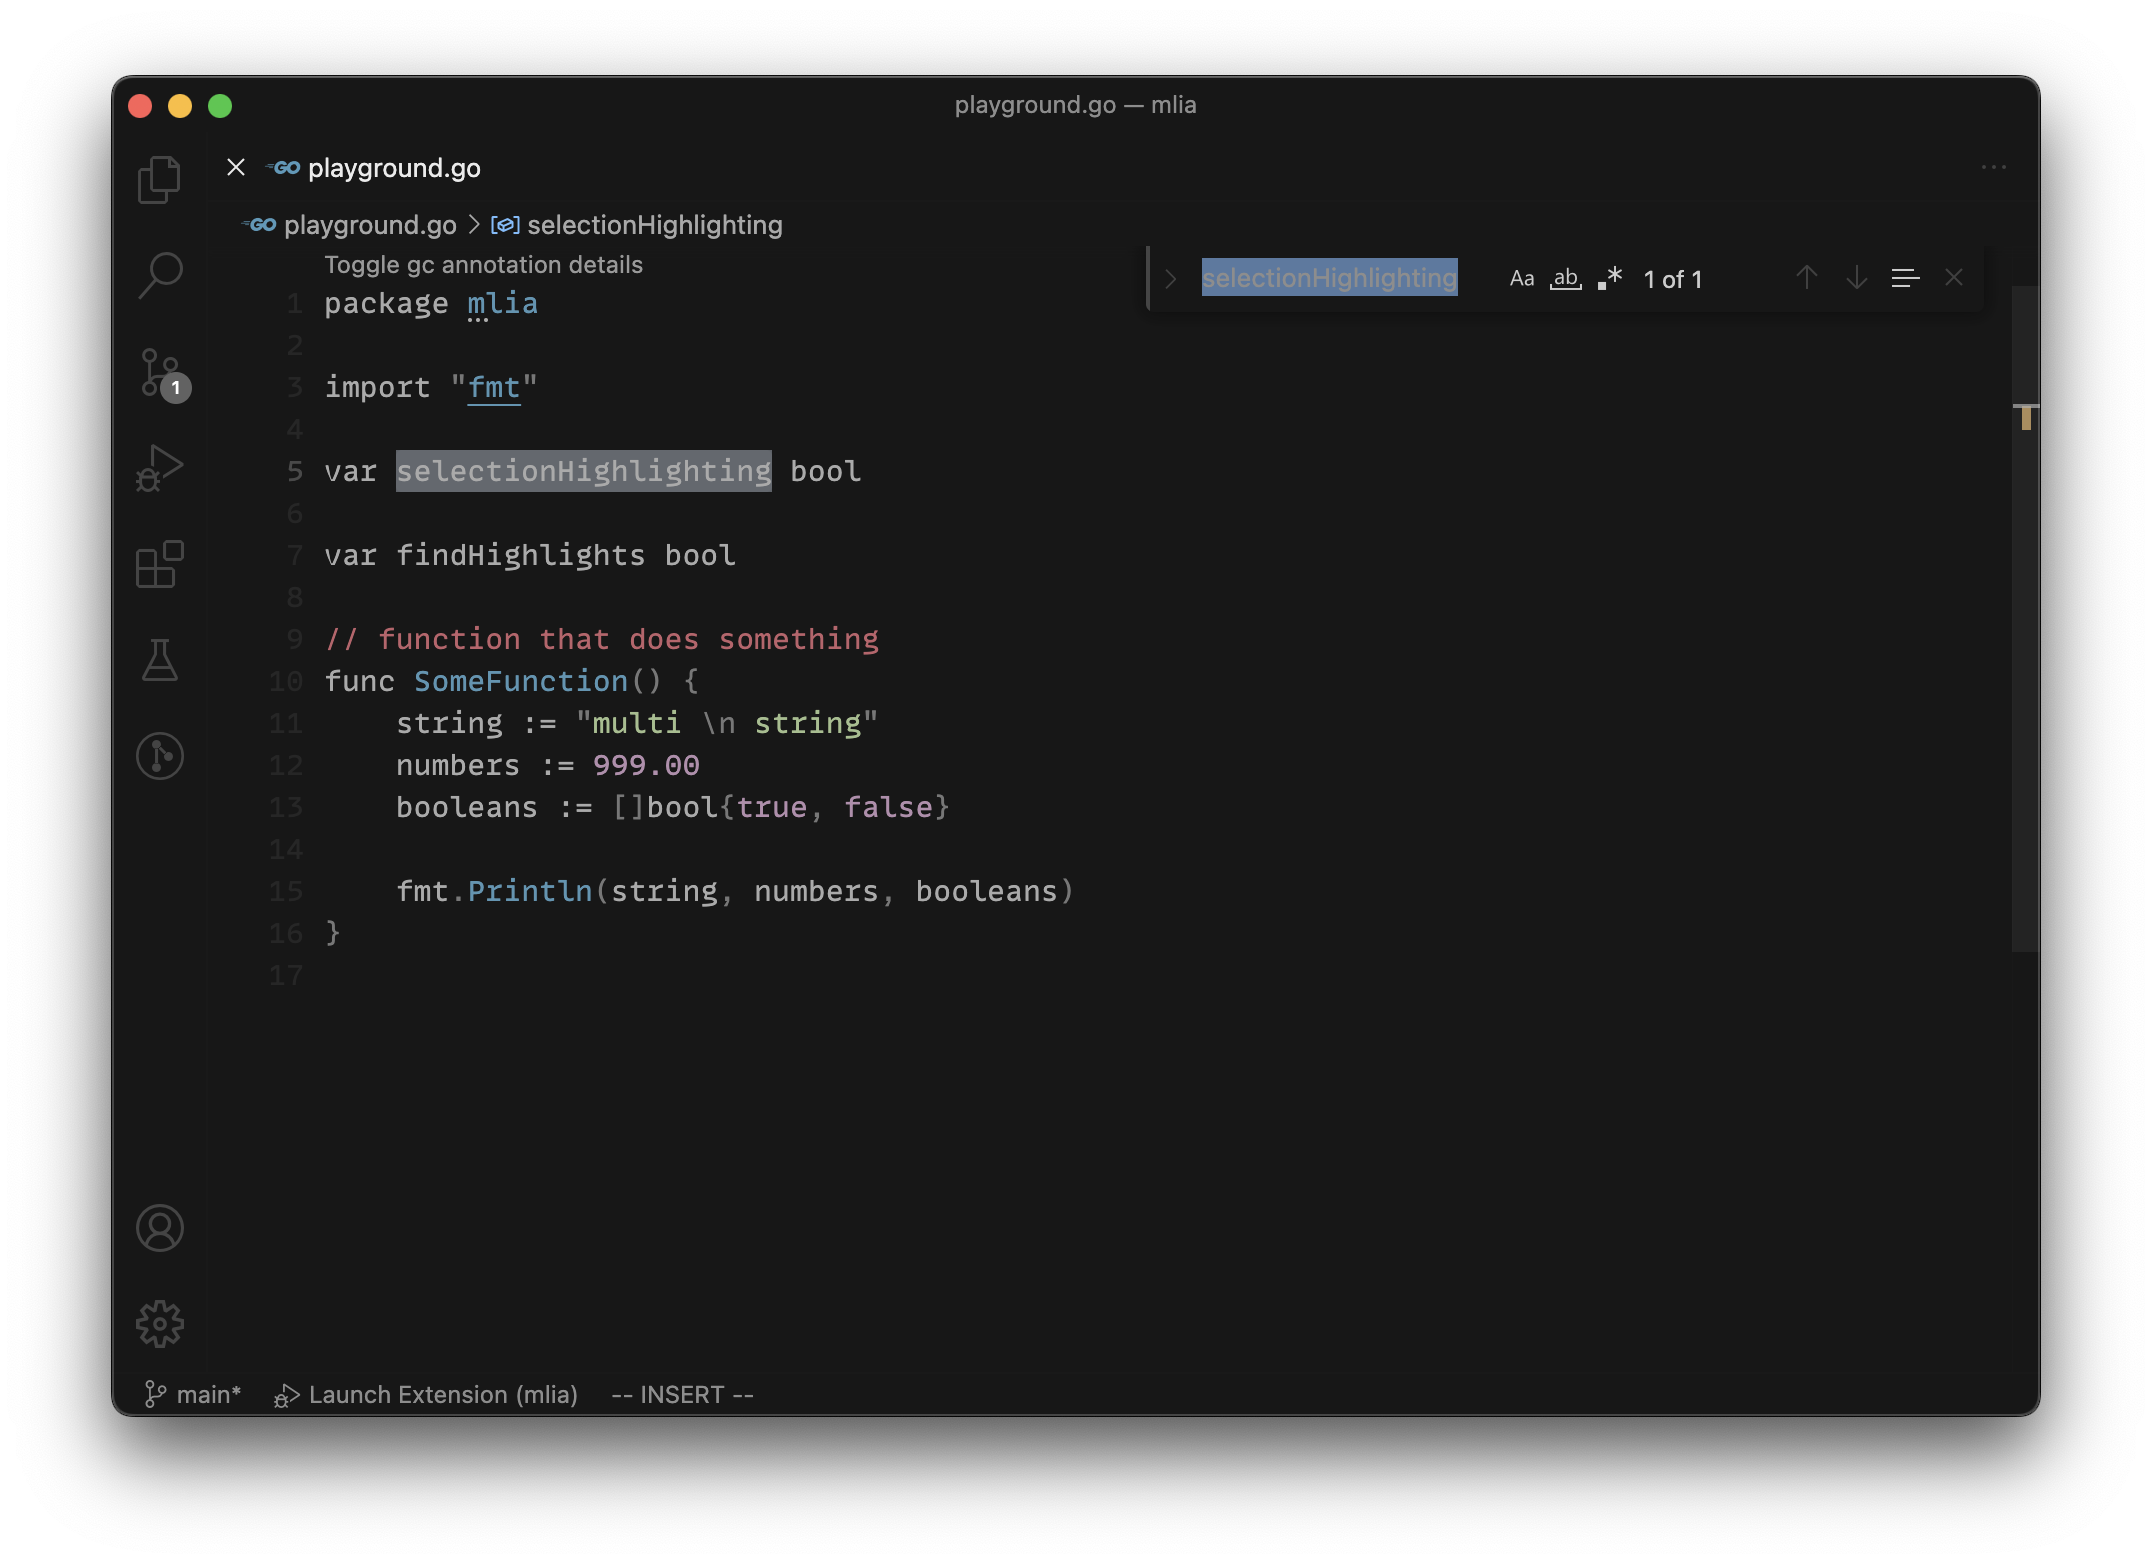 playground.go — mlia
GO playground.go
GO playground.go > selectionHighlighting
Toggle gc annotation details
selectionHighlighting Aa ab .* 1 of 1
1 package mlia
2
3 import "fmt"
4
5 var selectionHighlighting bool
6
7 var findHighlights bool
8
9 // function that does something
10 func SomeFunction() {
11     string := "multi \n string"
12     numbers := 999.00
13     booleans := []bool{true, false}
14
15     fmt.Println(string, numbers, booleans)
16 }
17
1
main* Launch Extension (mlia) -- INSERT --